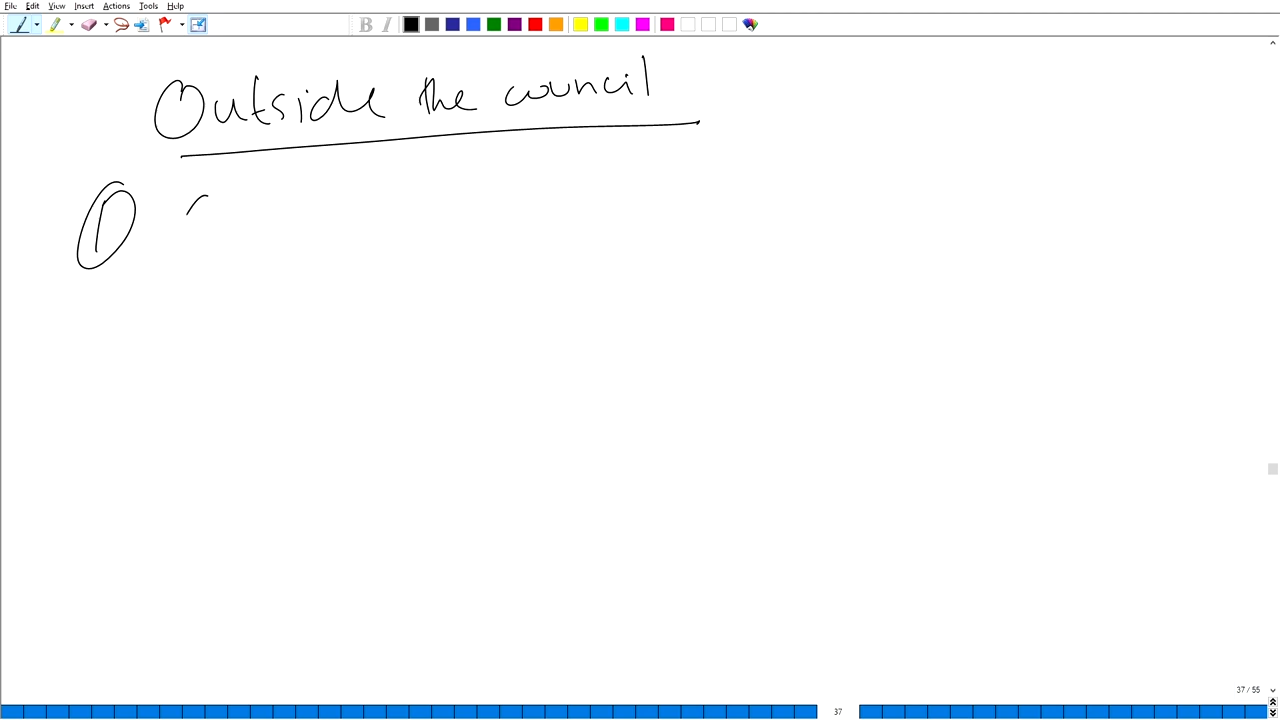 File Edit View Insert Actions Tools Help
B I
Outside the council
①
37 / 55
37